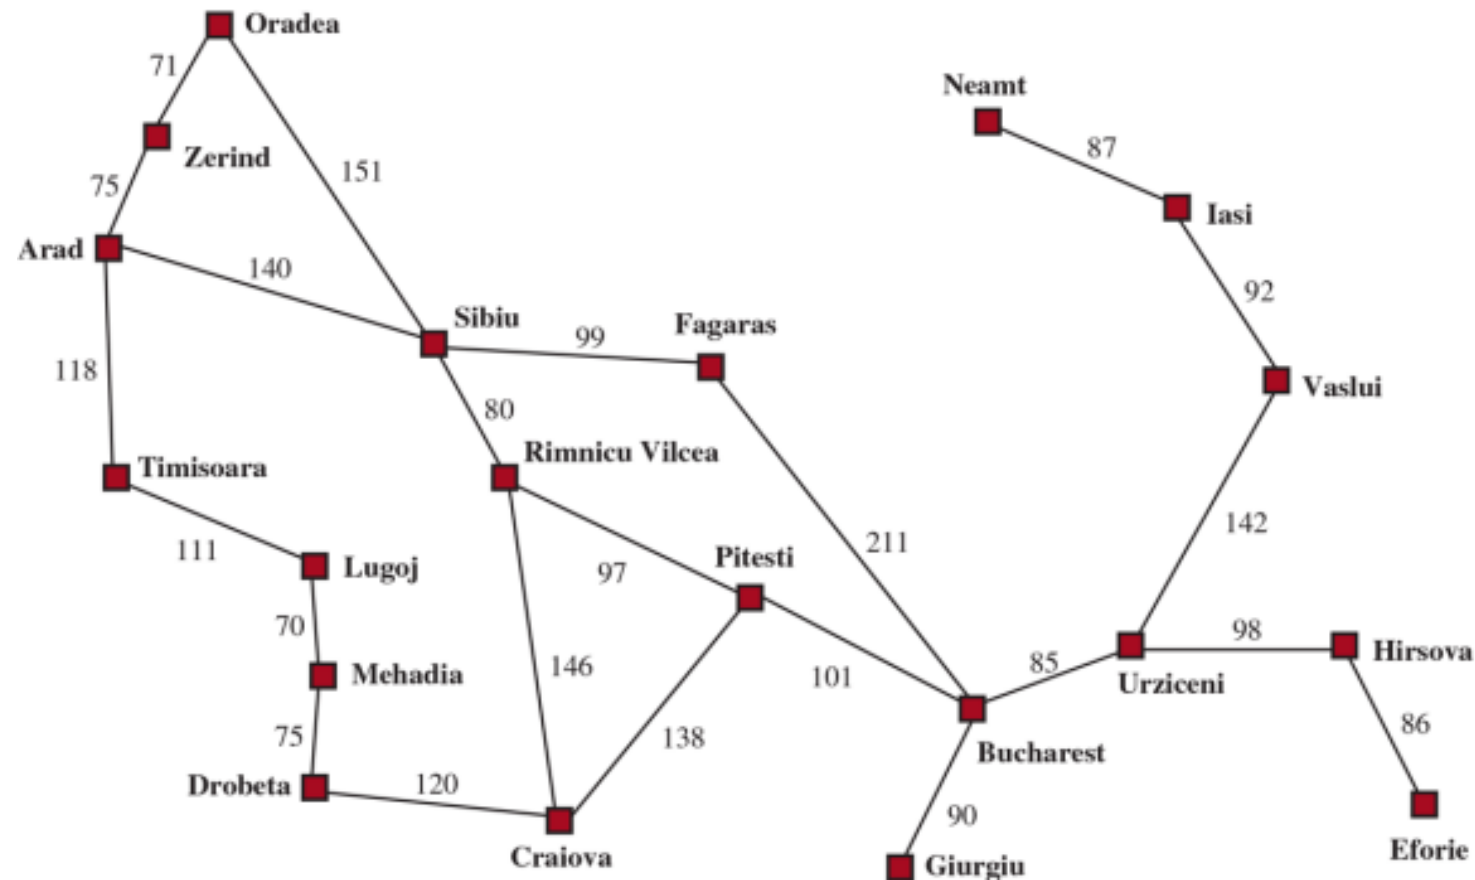 Oradea
71
Neamt
87
Zerind
151
75
Iasi
Arad
140
92
Sibiu
Fagaras
99
118
Vaslui
80
Rimnicu Vilcea
Timisoara
142
211
111
Pitesti
Lugoj
97
70
98
Hirsova
146
85
Mehadia
101
Urziceni
86
75
138
Bucharest
Drobeta
120
90
Craiova
Eforie
Giurgiu